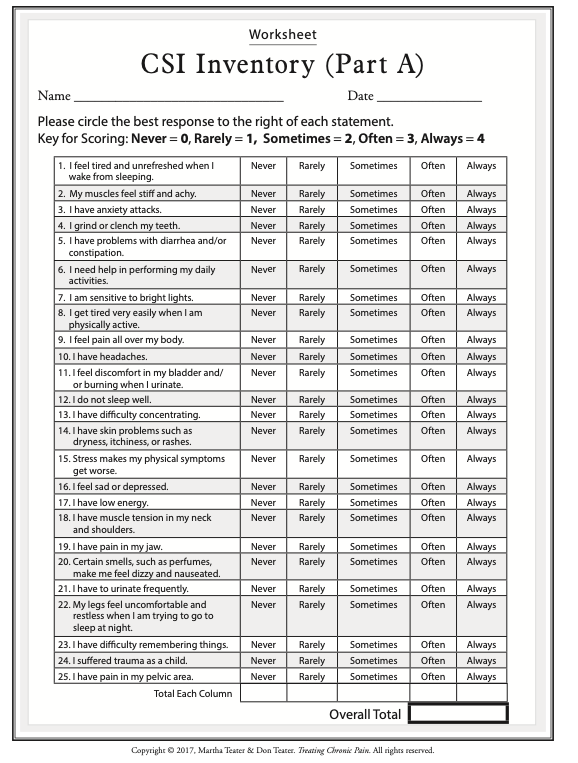 Worksheet
CSI Inventory (Part A)
Name ______________________________ Date _______________
Please circle the best response to the right of each statement.
Key for Scoring: Never = 0, Rarely = 1, Sometimes = 2, Often = 3, Always = 4
1. I feel tired and unrefreshed when I Never Rarely Sometimes Often Always
wake from sleeping.
2. My muscles feel stiff and achy. Never Rarely Sometimes Often Always
3. I have anxiety attacks. Never Rarely Sometimes Often Always
4. I grind or clench my teeth. Never Rarely Sometimes Often Always
5. I have problems with diarrhea and/or Never Rarely Sometimes Often Always
constipation.
6. I need help in performing my daily Never Rarely Sometimes Often Always
activities.
7. I am sensitive to bright lights. Never Rarely Sometimes Often Always
8. I get tired very easily when I am Never Rarely Sometimes Often Always
physically active.
9. I feel pain all over my body. Never Rarely Sometimes Often Always
10. I have headaches. Never Rarely Sometimes Often Always
11. I feel discomfort in my bladder and/ Never Rarely Sometimes Often Always
or burning when I urinate.
12. I do not sleep well. Never Rarely Sometimes Often Always
13. I have difficulty concentrating. Never Rarely Sometimes Often Always
14. I have skin problems such as Never Rarely Sometimes Often Always
dryness, itchiness, or rashes.
15. Stress makes my physical symptoms Never Rarely Sometimes Often Always
get worse.
16. I feel sad or depressed. Never Rarely Sometimes Often Always
17. I have low energy. Never Rarely Sometimes Often Always
18. I have muscle tension in my neck Never Rarely Sometimes Often Always
and shoulders.
19. I have pain in my jaw. Never Rarely Sometimes Often Always
20. Certain smells, such as perfumes, Never Rarely Sometimes Often Always
make me feel dizzy and nauseated.
21. I have to urinate frequently. Never Rarely Sometimes Often Always
22. My legs feel uncomfortable and Never Rarely Sometimes Often Always
restless when I am trying to go to
sleep at night.
23. I have difficulty remembering things. Never Rarely Sometimes Often Always
24. I suffered trauma as a child. Never Rarely Sometimes Often Always
25. I have pain in my pelvic area. Never Rarely Sometimes Often Always
Total Each Column
Overall Total
Copyright © 2017, Martha Teater & Don Teater. Treating Chronic Pain. All rights reserved.